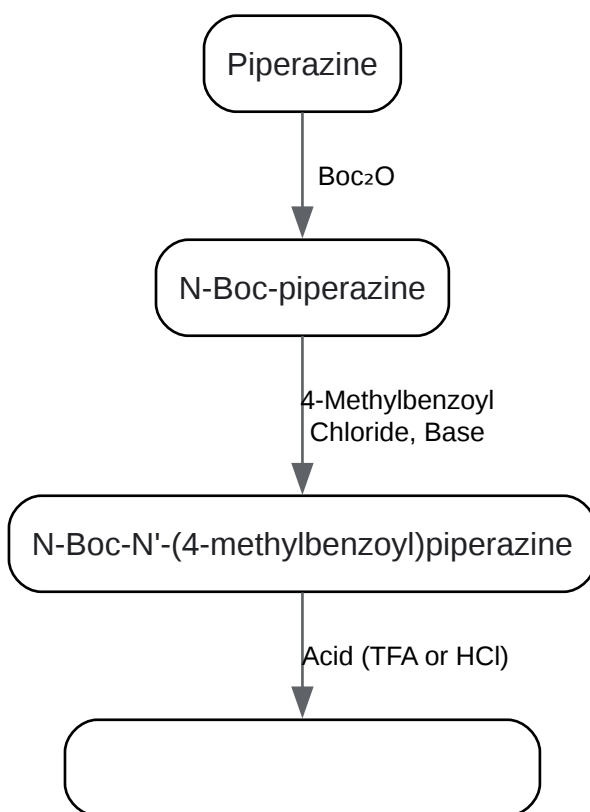 Piperazine
Boc₂O
N-Boc-piperazine
4-Methylbenzoyl
Chloride, Base
N-Boc-N'-(4-methylbenzoyl)piperazine
Acid (TFA or HCl)